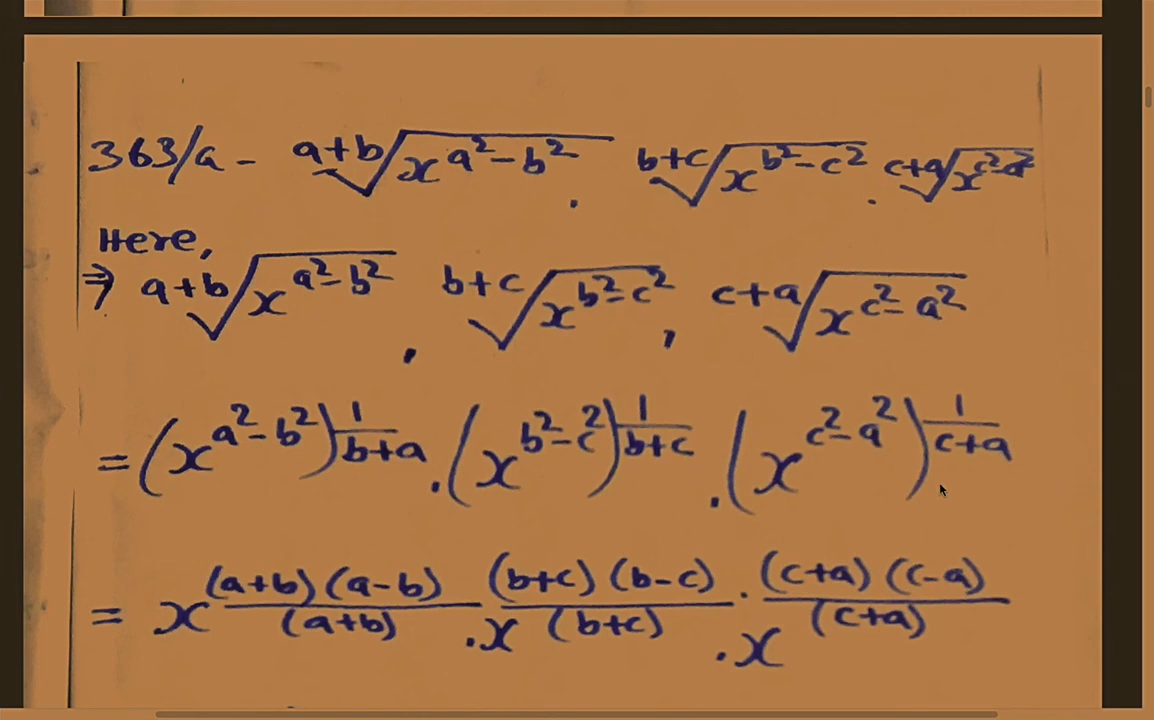 363/a - ᵃ⁺ᵇ√(x^(a²-b²)) . ᵇ⁺ᶜ√(x^(b²-c²)) . ᶜ⁺ᵃ√(x^(c²-a²))
Here,
⇒ ᵃ⁺ᵇ√(x^(a²-b²)) , ᵇ⁺ᶜ√(x^(b²-c²)) , ᶜ⁺ᵃ√(x^(c²-a²))
= (x^(a²-b²))^(1/(b+a)) . (x^(b²-c²))^(1/(b+c)) . (x^(c²-a²))^(1/(c+a))
= x^((a+b)(a-b)/(a+b)) . x^((b+c)(b-c)/(b+c)) . x^((c+a)(c-a)/(c+a))